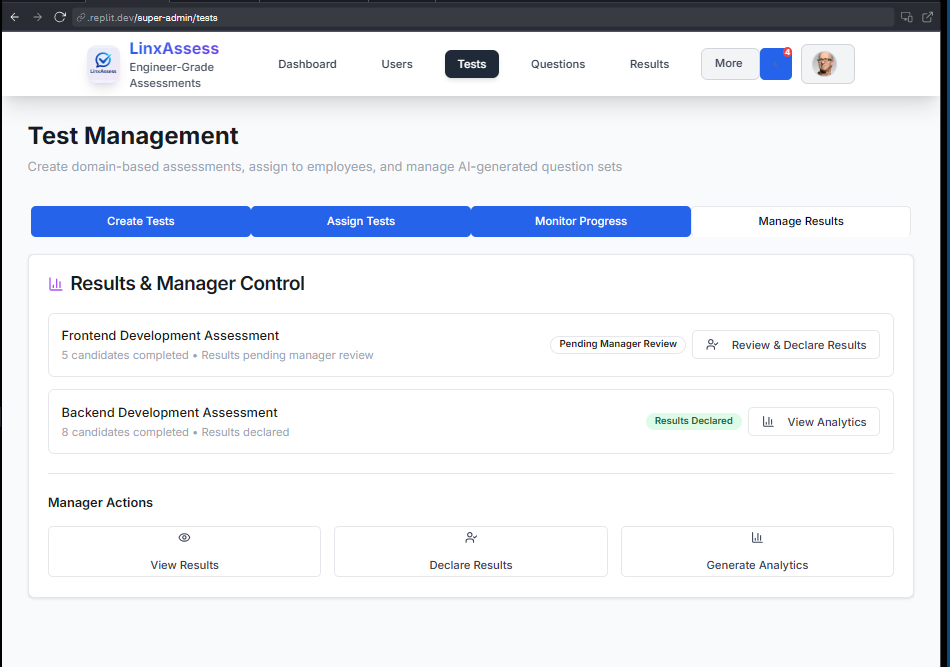 .replit.dev/super-admin/tests
LinxAssess
LinxAssess
Engineer-Grade
Assessments
Dashboard
Users
Tests
Questions
Results
More
4
Test Management
Create domain-based assessments, assign to employees, and manage AI-generated question sets
Create Tests
Assign Tests
Monitor Progress
Manage Results
Results & Manager Control
Frontend Development Assessment
5 candidates completed • Results pending manager review
Pending Manager Review
Review & Declare Results
Backend Development Assessment
8 candidates completed • Results declared
Results Declared
View Analytics
Manager Actions
View Results
Declare Results
Generate Analytics